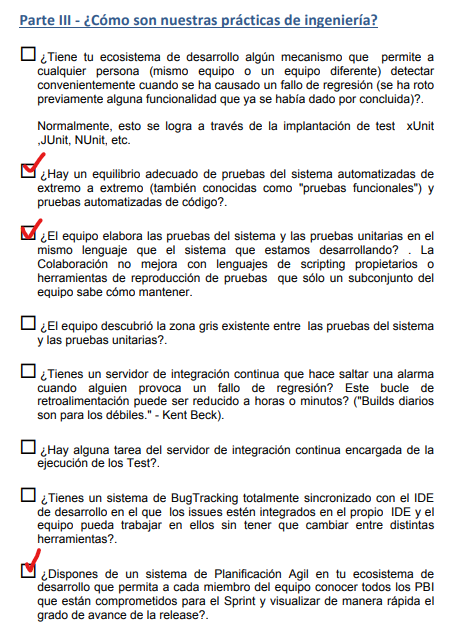 Parte III - ¿Cómo son nuestras prácticas de ingeniería?
¿Tiene tu ecosistema de desarrollo algún mecanismo que permite a
cualquier persona (mismo equipo o un equipo diferente) detectar
convenientemente cuando se ha causado un fallo de regresión (se ha roto
previamente alguna funcionalidad que ya se había dado por concluida)?.
Normalmente, esto se logra a través de la implantación de test xUnit
,JUnit, NUnit, etc.
¿Hay un equilibrio adecuado de pruebas del sistema automatizadas de
extremo a extremo (también conocidas como "pruebas funcionales") y
pruebas automatizadas de código?.
¿El equipo elabora las pruebas del sistema y las pruebas unitarias en el
mismo lenguaje que el sistema que estamos desarrollando? . La
Colaboración no mejora con lenguajes de scripting propietarios o
herramientas de reproducción de pruebas que sólo un subconjunto del
equipo sabe cómo mantener.
¿El equipo descubrió la zona gris existente entre las pruebas del sistema
y las pruebas unitarias?.
¿Tienes un servidor de integración continua que hace saltar una alarma
cuando alguien provoca un fallo de regresión? Este bucle de
retroalimentación puede ser reducido a horas o minutos? ("Builds diarios
son para los débiles." - Kent Beck).
¿Hay alguna tarea del servidor de integración continua encargada de la
ejecución de los Test?.
¿Tienes un sistema de BugTracking totalmente sincronizado con el IDE
de desarrollo en el que los issues estén integrados en el propio IDE y el
equipo pueda trabajar en ellos sin tener que cambiar entre distintas
herramientas?.
¿Dispones de un sistema de Planificación Agil en tu ecosistema de
desarrollo que permita a cada miembro del equipo conocer todos los PBI
que están comprometidos para el Sprint y visualizar de manera rápida el
grado de avance de la release?.